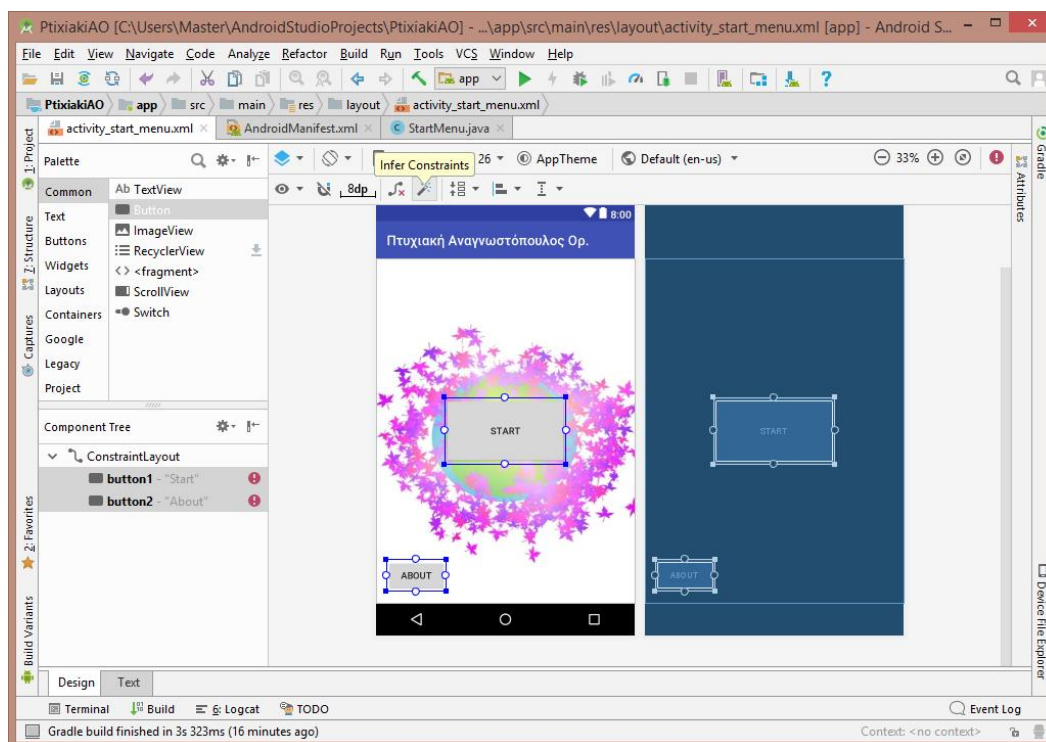 PtixiakiAO [C:\Users\Master\AndroidStudioProjects\PtixiakiAO] - ...\app\src\main\res\layout\activity_start_menu.xml [app] - Android S...
File Edit View Navigate Code Analyze Refactor Build Run Tools VCS Window Help
app
PtixiakiAO app src main res layout activity_start_menu.xml
activity_start_menu.xml AndroidManifest.xml StartMenu.java
1: Project
Z: Structure
Captures
2: Favorites
Build Variants
Palette
Common
Text
Buttons
Widgets
Layouts
Containers
Google
Legacy
Project
Ab TextView
Button
ImageView
RecyclerView
<> <fragment>
ScrollView
Switch
Component Tree
ConstraintLayout
button1 - "Start"
button2 - "About"
Infer Constraints 26 AppTheme Default (en-us) 33%
8dp
8:00
Πτυχιακή Αναγνωστόπουλος Ορ.
START
ABOUT
START
ABOUT
Gradle
Attributes
Device File Explorer
Design Text
Terminal Build 6: Logcat TODO Event Log
Gradle build finished in 3s 323ms (16 minutes ago) Context: <no context>